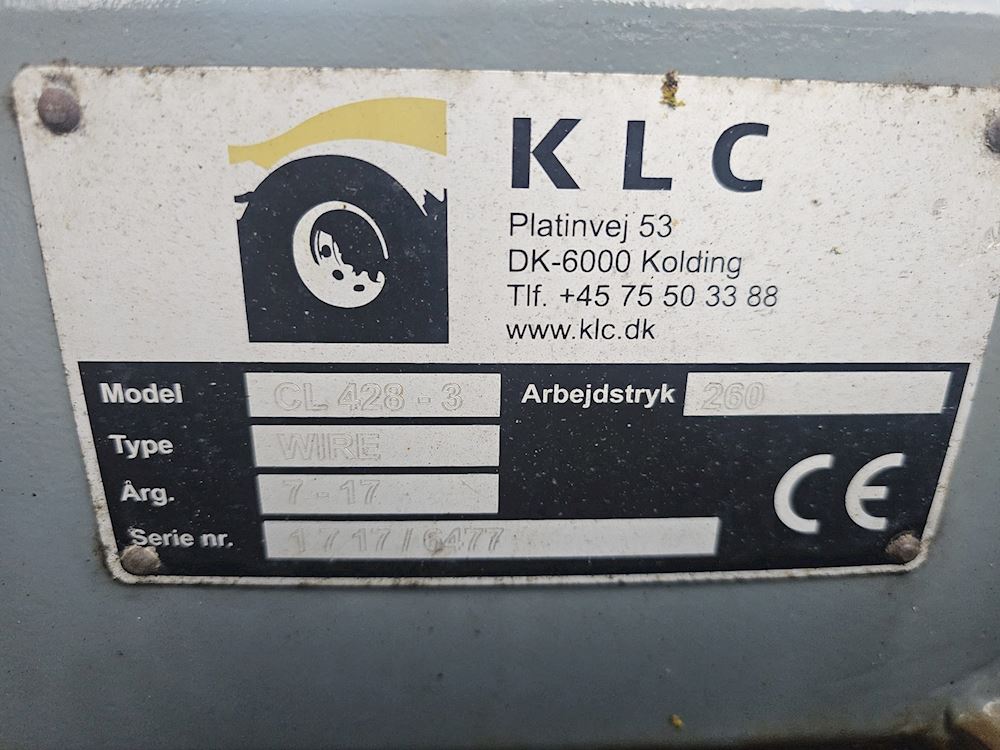 KLC
Platinvej 53
DK-6000 Kolding
Tlf. +45 75 50 33 88
www.klc.dk
Model CL 428 - 3 Arbejdstryk 260
Type WIRE
Årg. 7 - 17
Serie nr. 1 / 17 / 6477
CE